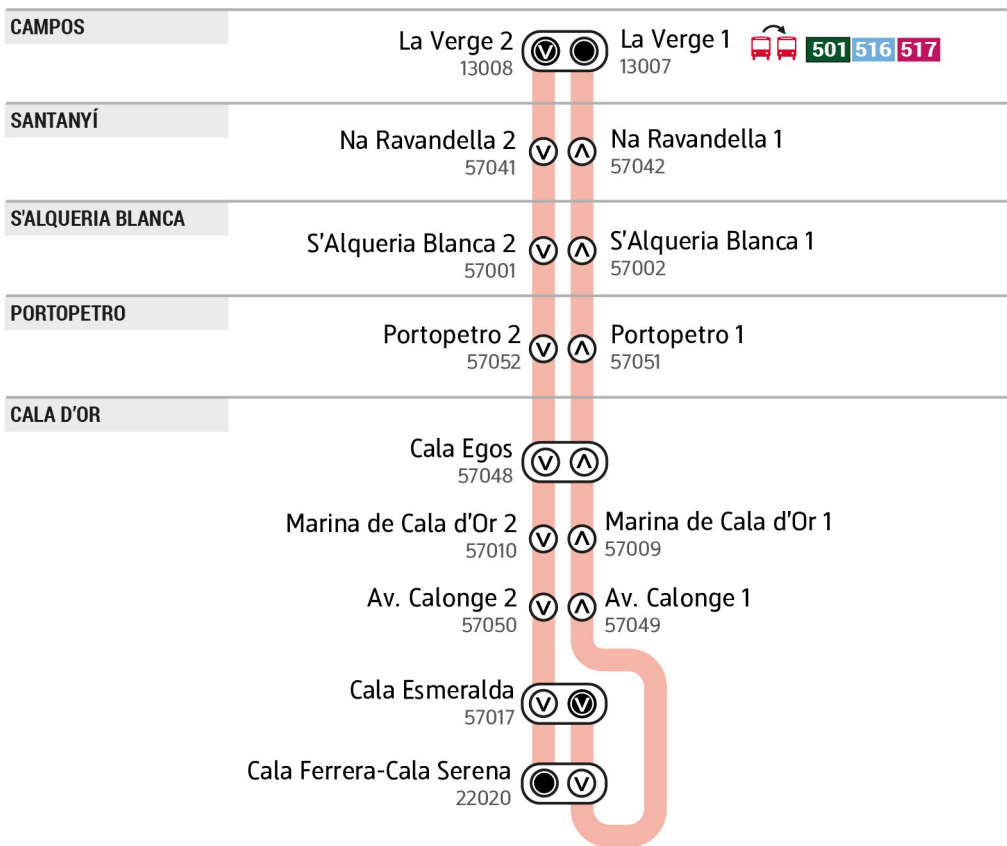 CAMPOS
La Verge 2
13008
La Verge 1
13007
501 516 517
SANTANYÍ
Na Ravandella 2
57041
Na Ravandella 1
57042
S'ALQUERIA BLANCA
S'Alqueria Blanca 2
57001
S'Alqueria Blanca 1
57002
PORTOPETRO
Portopetro 2
57052
Portopetro 1
57051
CALA D'OR
Cala Egos
57048
Marina de Cala d'Or 2
57010
Marina de Cala d'Or 1
57009
Av. Calonge 2
57050
Av. Calonge 1
57049
Cala Esmeralda
57017
Cala Ferrera-Cala Serena
22020